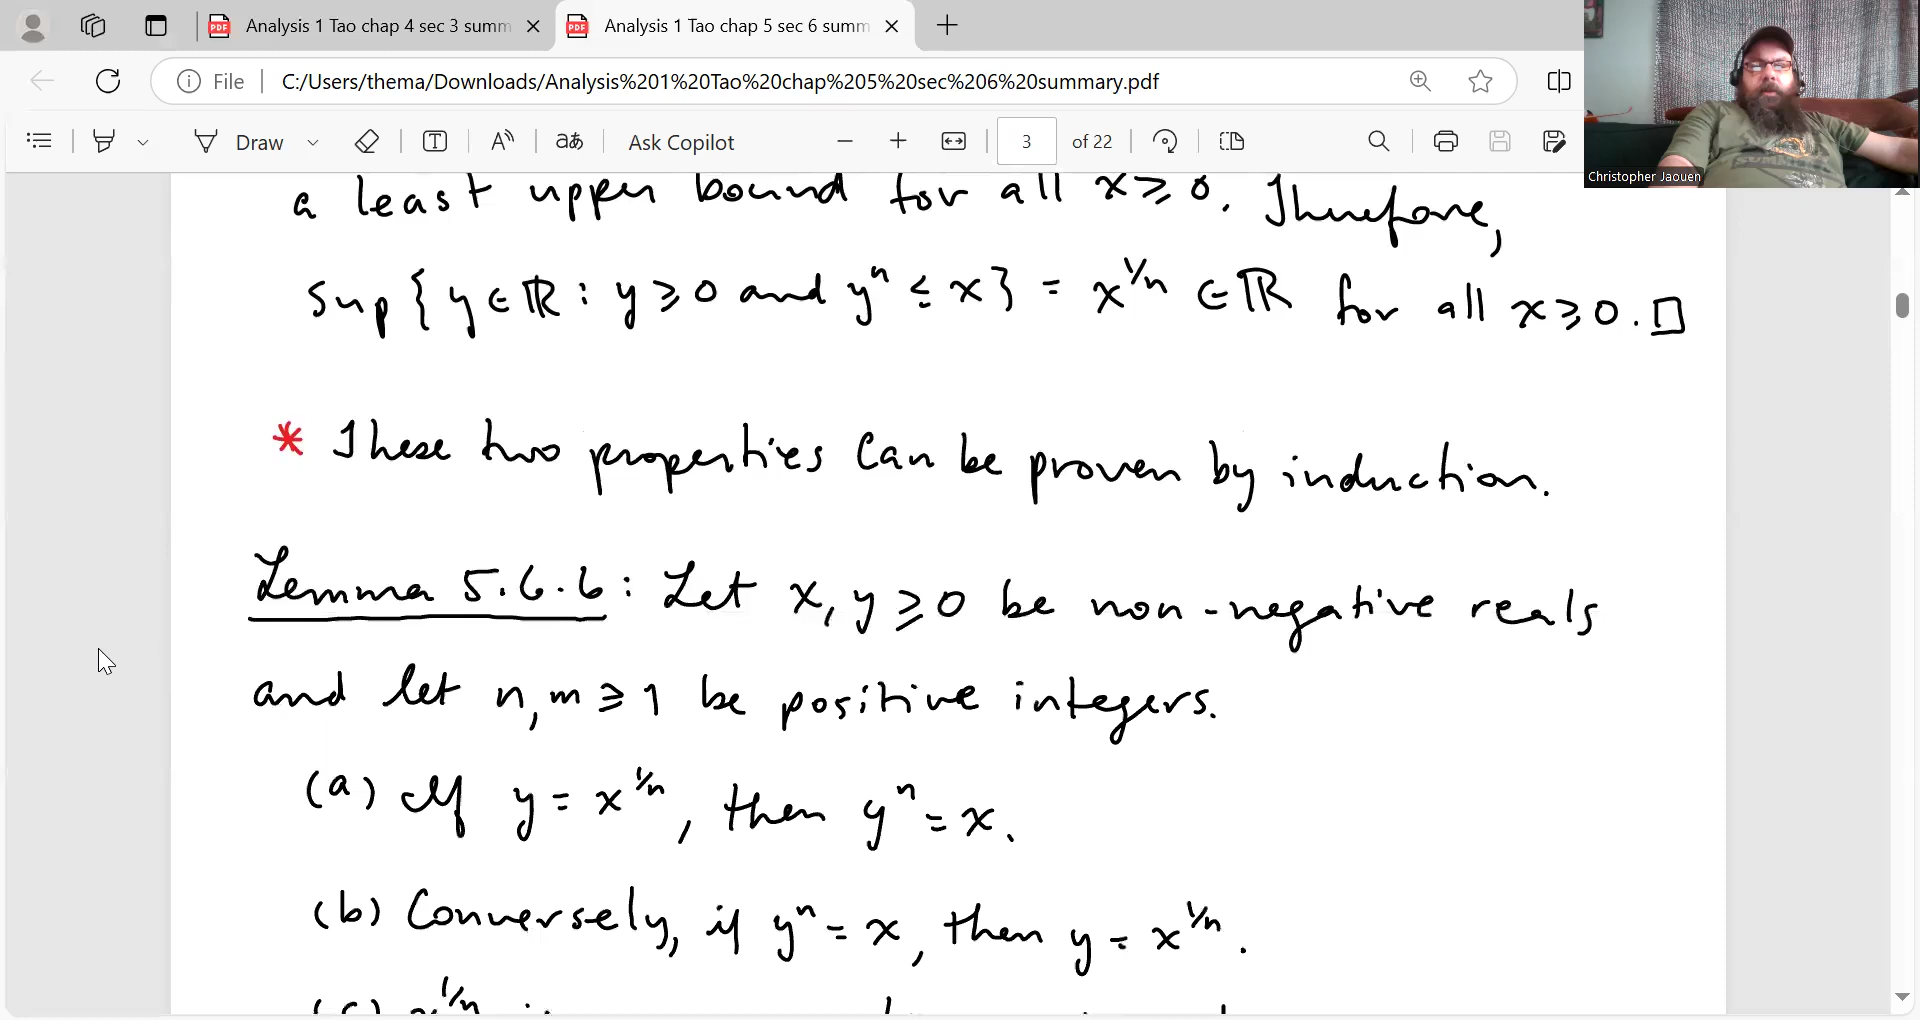 Analysis 1 Tao chap 4 sec 3 summ
Analysis 1 Tao chap 5 sec 6 summ
File
C:/Users/thema/Downloads/Analysis%201%20Tao%20chap%205%20sec%206%20summary.pdf
Draw
Ask Copilot
3
of 22
Christopher Jaouen
a least upper bound for all x ≥ 0. Therefore,
sup { y ∈ ℝ : y ≥ 0 and yⁿ ≤ x } = x^{1/n} ∈ ℝ for all x ≥ 0. □
* These two properties can be proven by induction.
Lemma 5.6.6: Let x, y ≥ 0 be non-negative reals
and let n, m ≥ 1 be positive integers.
(a) If y = x^{1/n}, then yⁿ = x.
(b) Conversely, if yⁿ = x, then y = x^{1/n}.